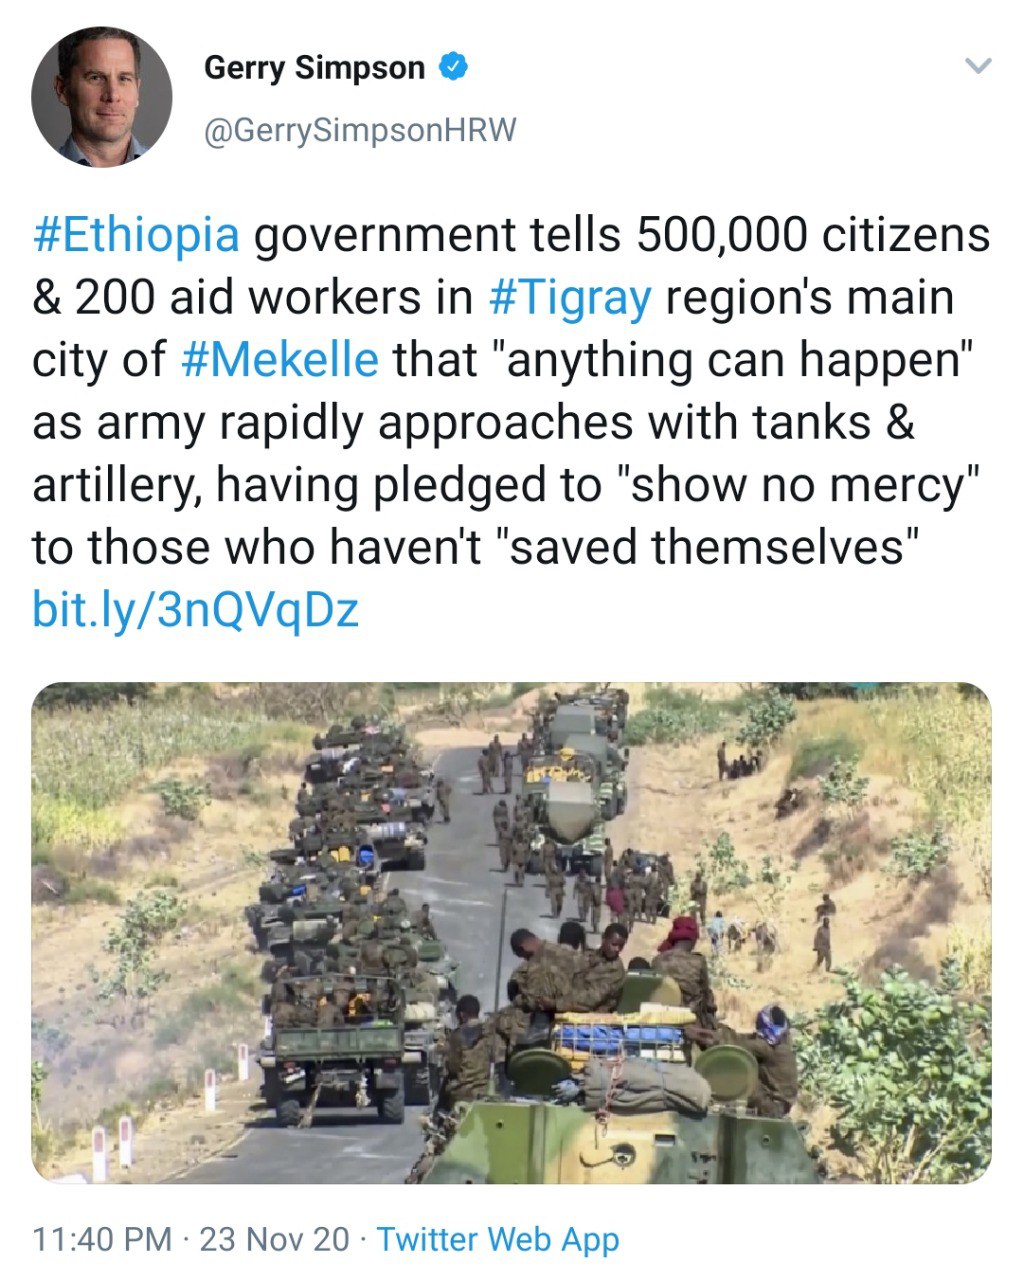 Gerry Simpson
@GerrySimpsonHRW
#Ethiopia government tells 500,000 citizens
& 200 aid workers in #Tigray region's main
city of #Mekelle that "anything can happen"
as army rapidly approaches with tanks &
artillery, having pledged to "show no mercy"
to those who haven't "saved themselves"
bit.ly/3nQVqDz
11:40 PM · 23 Nov 20 · Twitter Web App